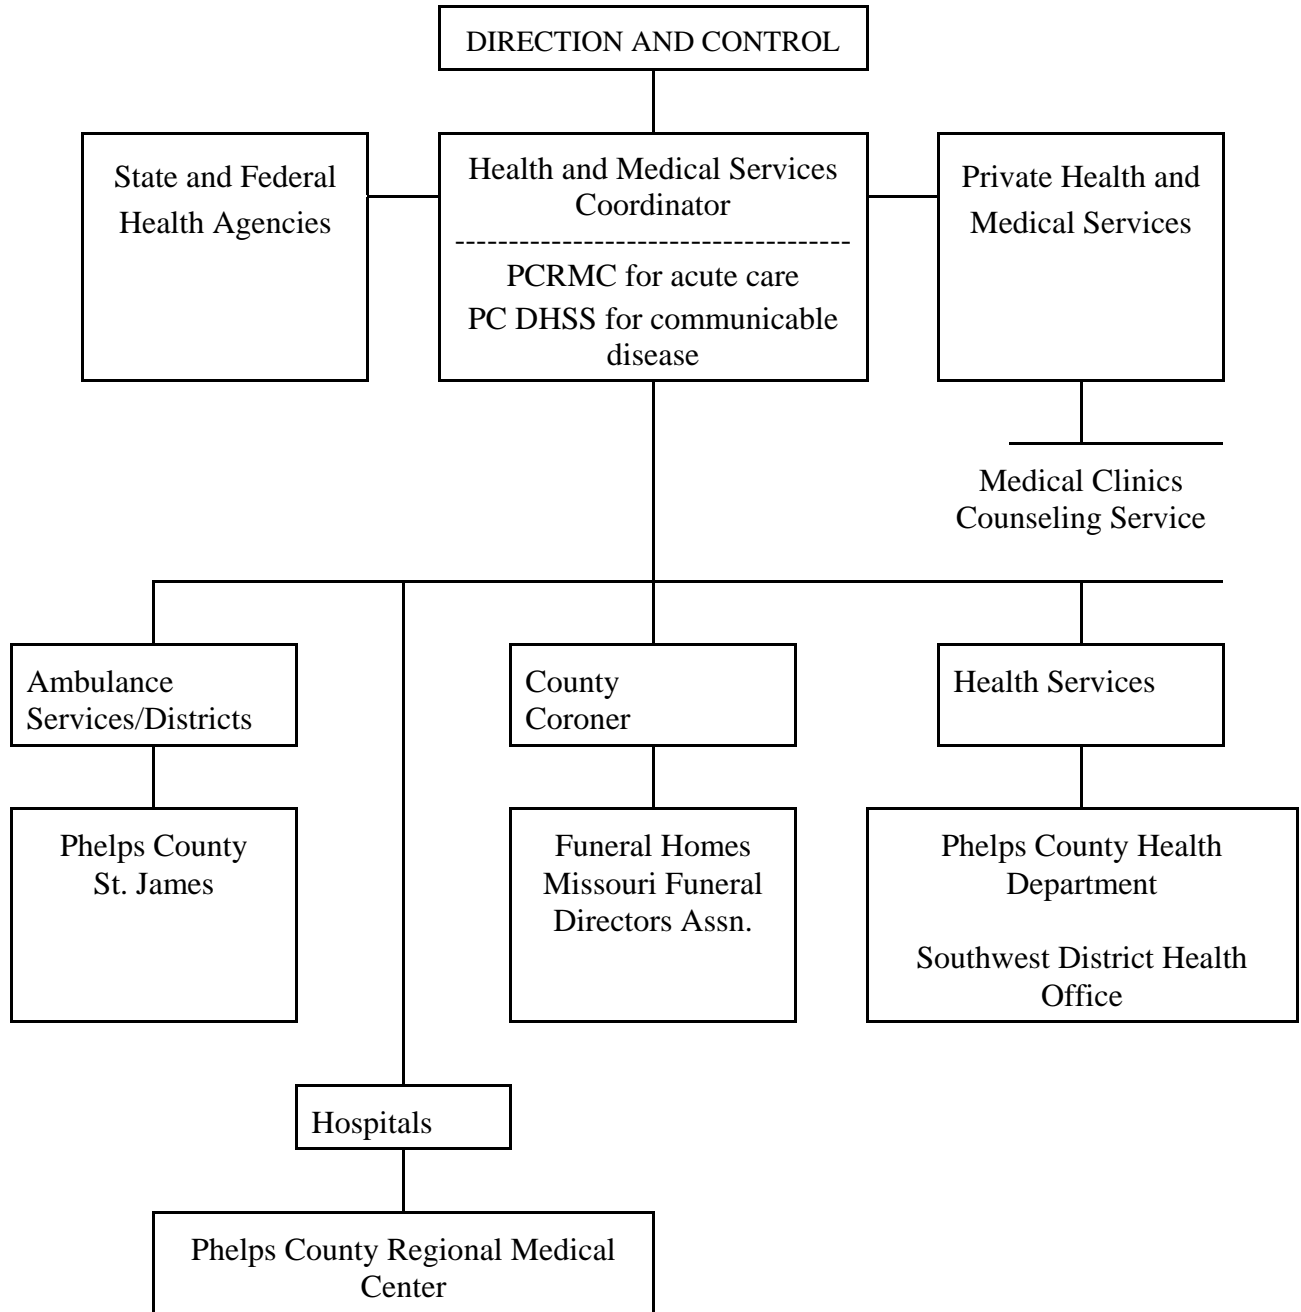 DIRECTION AND CONTROL
State and Federal
Health Agencies
Health and Medical Services
Coordinator
-------------------------------------
PCRMC for acute care
PC DHSS for communicable
disease
Private Health and
Medical Services
Medical Clinics
Counseling Service
Ambulance
Services/Districts
County
Coroner
Health Services
Phelps County
St. James
Funeral Homes
Missouri Funeral
Directors Assn.
Phelps County Health
Department
Southwest District Health
Office
Hospitals
Phelps County Regional Medical
Center